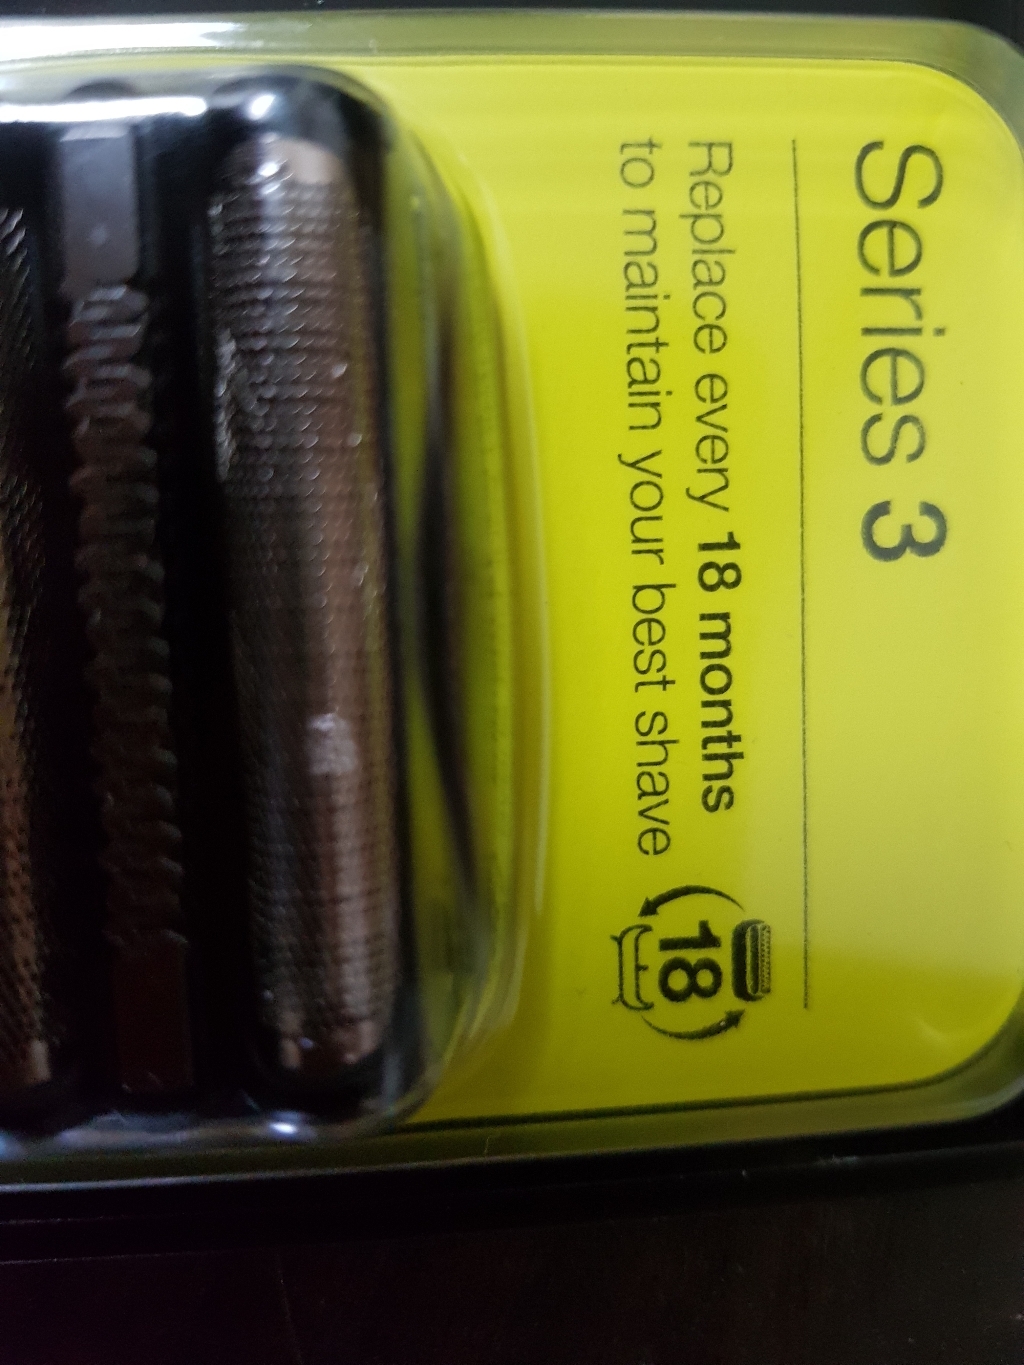 Series 3
Replace every 18 months
to maintain your best shave
18